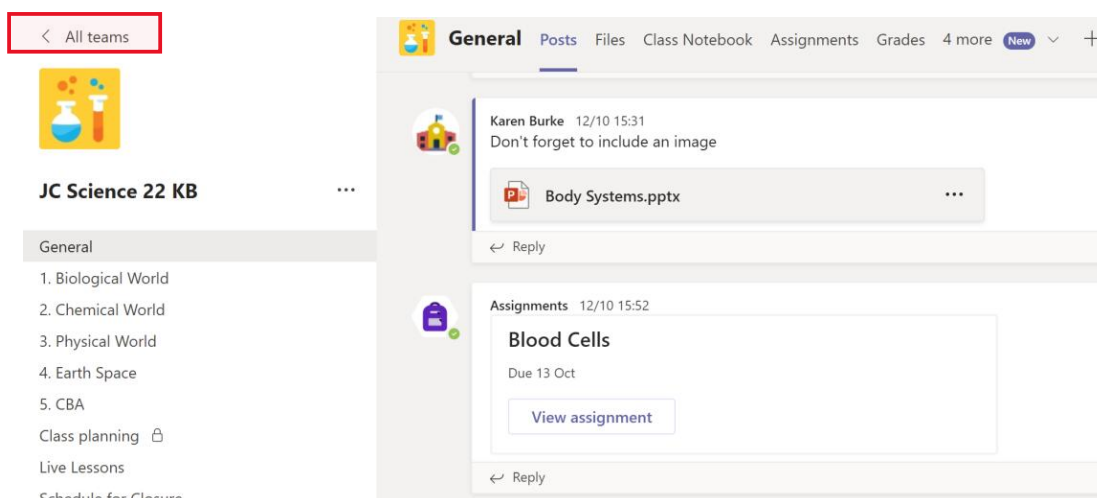 All teams
JC Science 22 KB
General
1. Biological World
2. Chemical World
3. Physical World
4. Earth Space
5. CBA
Class planning
Live Lessons
Schedule for Closure
General Posts Files Class Notebook Assignments Grades 4 more New
Karen Burke 12/10 15:31
Don't forget to include an image
Body Systems.pptx
Reply
Assignments 12/10 15:52
Blood Cells
Due 13 Oct
View assignment
Reply